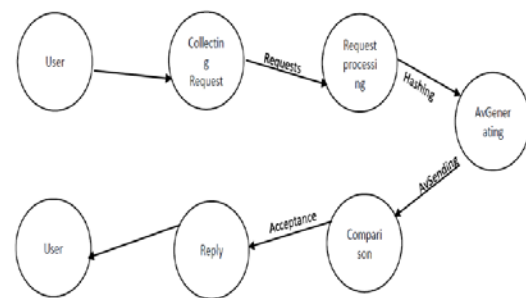 User
Collectin
g
Request
Requests
Request
processi
ng
Hashing
AvGener
ating
AvSending
Compari
son
Acceptance
Reply
User